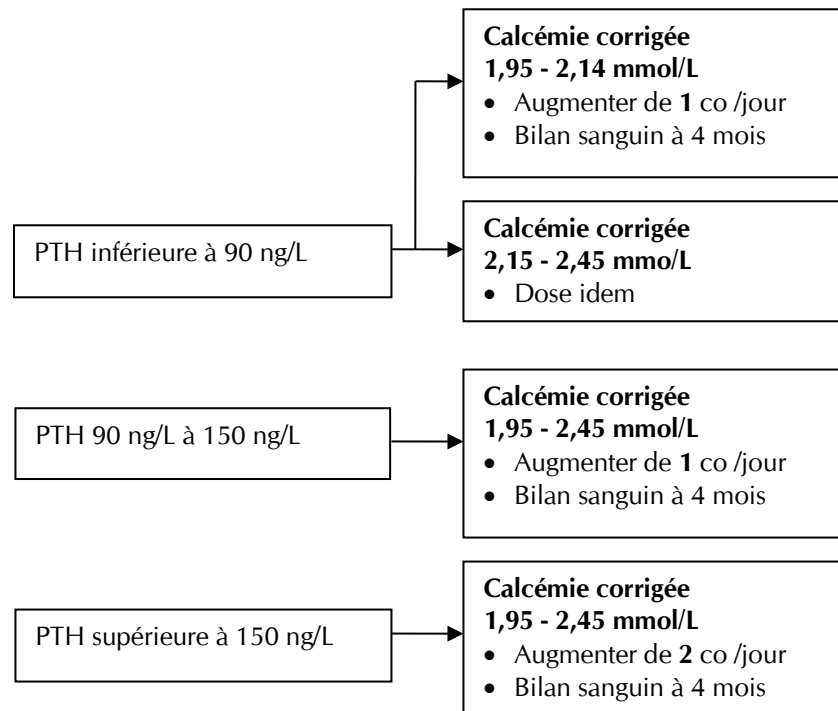 Calcémie corrigée
1,95 - 2,14 mmol/L
• Augmenter de 1 co /jour
• Bilan sanguin à 4 mois
PTH inférieure à 90 ng/L
Calcémie corrigée
2,15 - 2,45 mmo/L
• Dose idem
PTH 90 ng/L à 150 ng/L
Calcémie corrigée
1,95 - 2,45 mmol/L
• Augmenter de 1 co /jour
• Bilan sanguin à 4 mois
PTH supérieure à 150 ng/L
Calcémie corrigée
1,95 - 2,45 mmol/L
• Augmenter de 2 co /jour
• Bilan sanguin à 4 mois